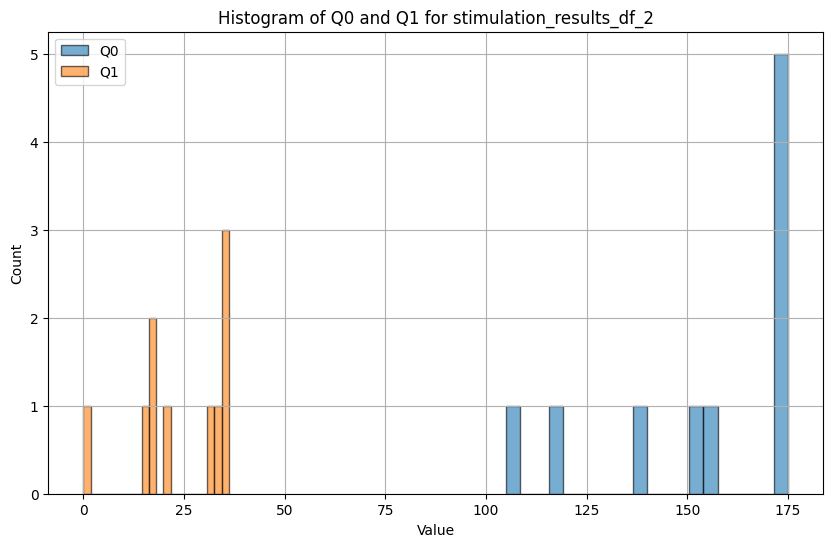 Histogram of Q0 and Q1 for stimulation_results_df_2
Q0
Q1
5
4
3
2
1
0
Count
0 25 50 75 100 125 150 175
Value